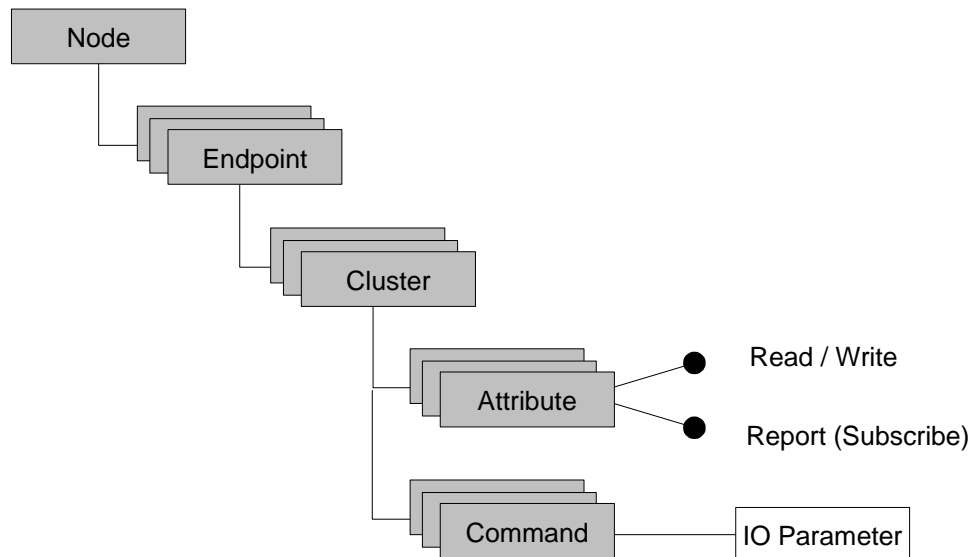 Node
Endpoint
Cluster
Attribute
Read / Write
Report (Subscribe)
Command
IO Parameter